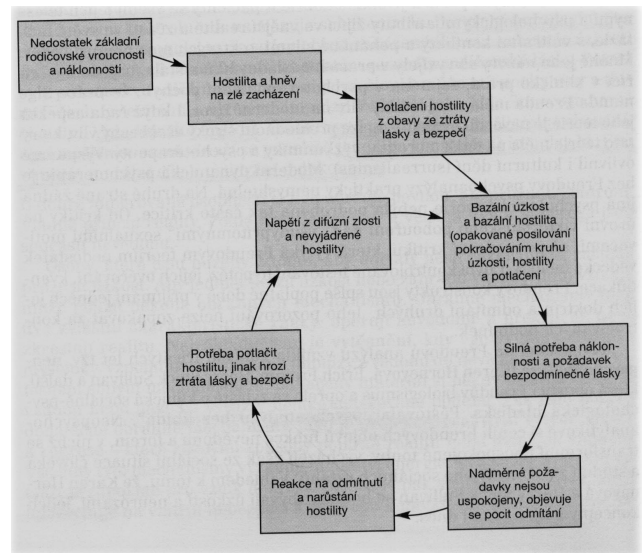 Nedostatek základní
rodičovské vroucnosti
a náklonnosti
Hostilita a hněv
na zlé zacházení
Potlačení hostility
z obavy ze ztráty
lásky a bezpečí
Bazální úzkost
a bazální hostilita
(opakované posilování
pokračováním kruhu
úzkosti, hostility
a potlačení
Silná potřeba náklon-
nosti a požadavek
bezpodmínečné lásky
Nadměrné poža-
davky nejsou
uspokojeny, objevuje
se pocit odmítání
Reakce na odmítnutí
a narůstání
hostility
Potřeba potlačit
hostilitu, jinak hrozí
ztráta lásky a bezpečí
Napětí z difúzní zlosti
a nevyjádřené
hostility